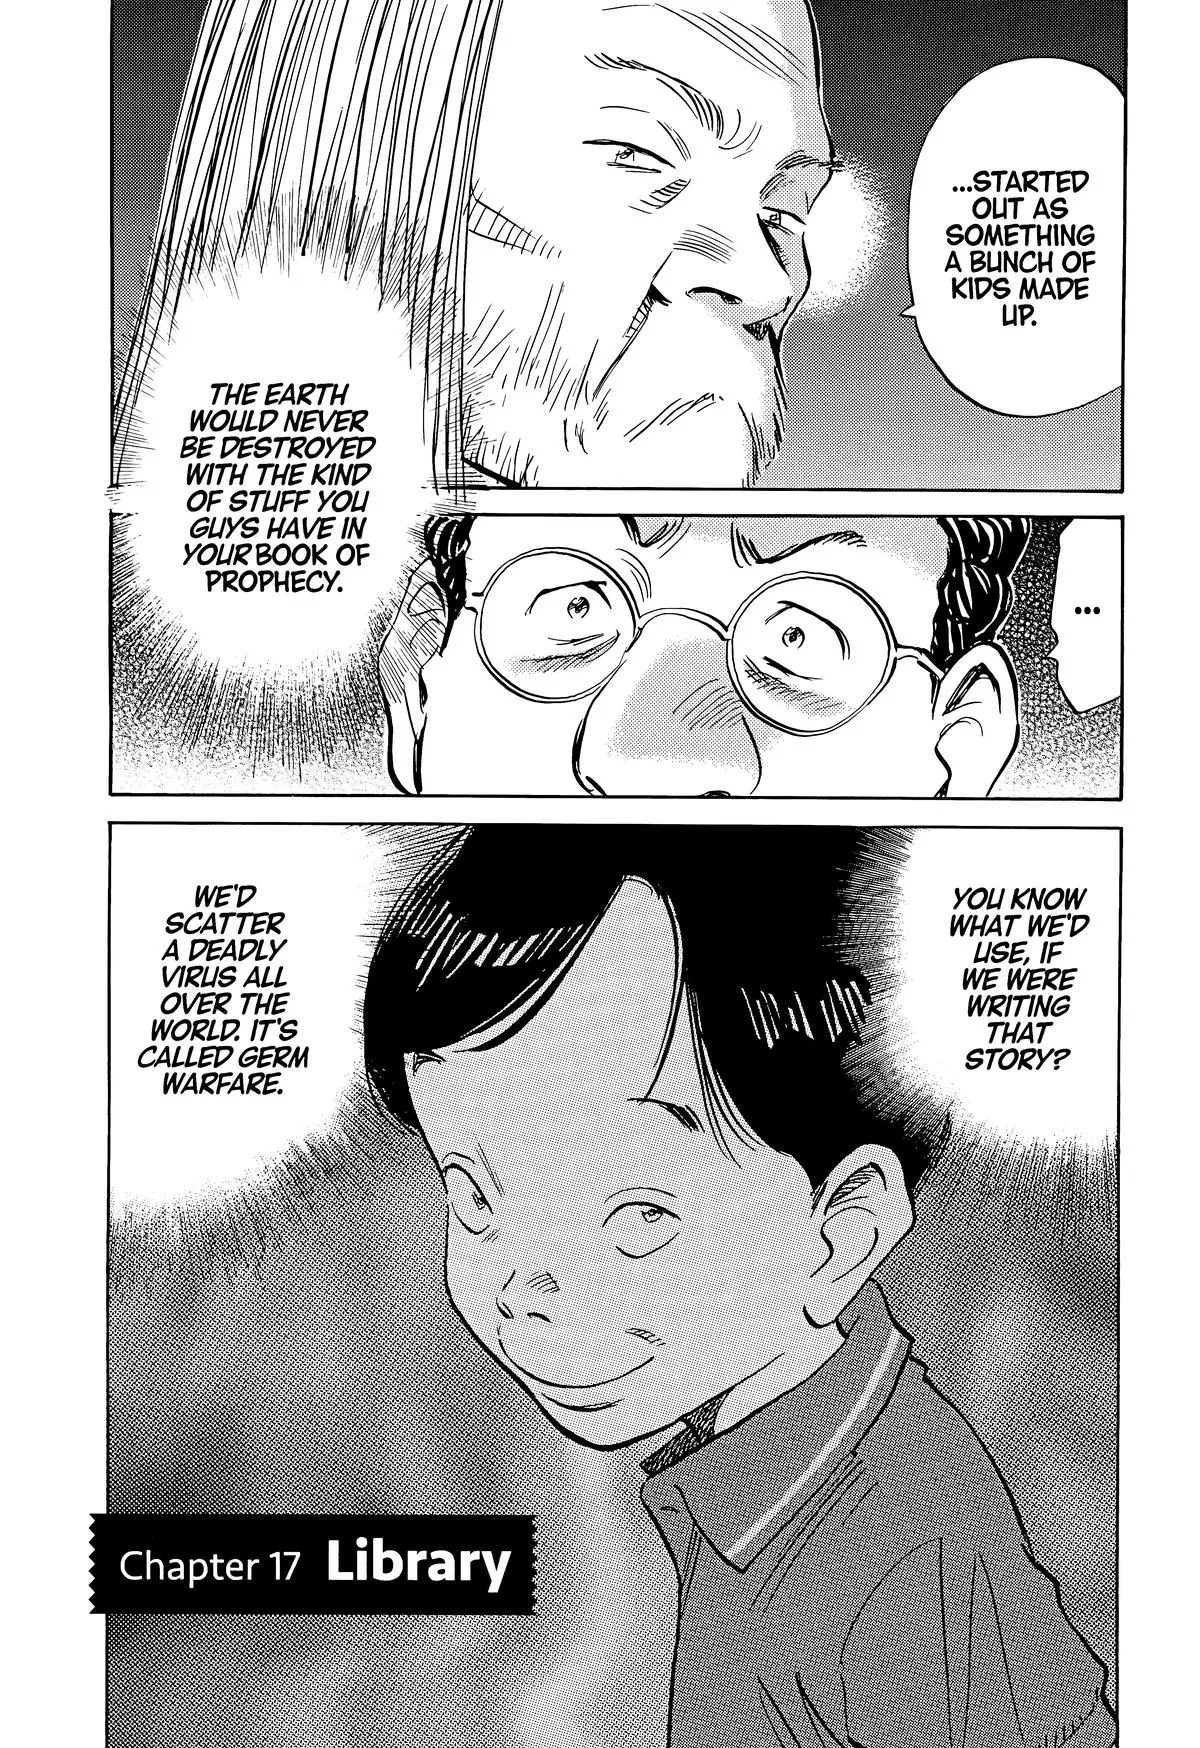 ...STARTED
OUT AS
SOMETHING
A BUNCH OF
KIDS MADE
UP.
THE EARTH
WOULD NEVER
BE DESTROYED
WITH THE KIND
OF STUFF YOU
GUYS HAVE IN
YOUR BOOK OF
PROPHECY.
...
YOU KNOW
WHAT WE'D
USE, IF
WE WERE
WRITING
THAT
STORY?
WE'D
SCATTER
A DEADLY
VIRUS ALL
OVER THE
WORLD. IT'S
CALLED GERM
WARFARE.
Chapter 17 Library